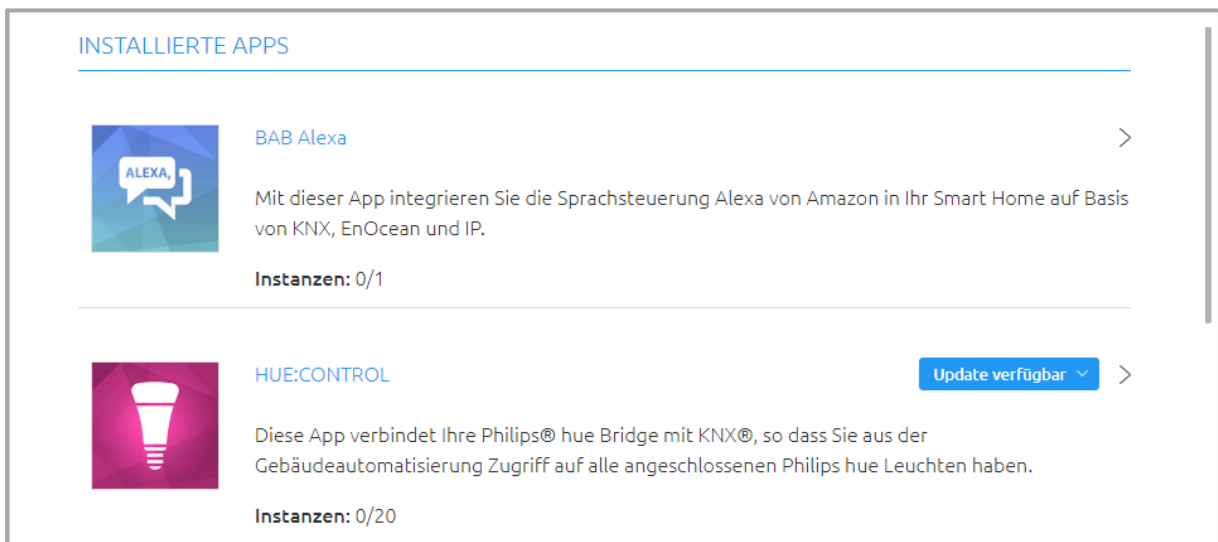 INSTALLIERTE APPS
ALEXA,
BAB Alexa
Mit dieser App integrieren Sie die Sprachsteuerung Alexa von Amazon in Ihr Smart Home auf Basis
von KNX, EnOcean und IP.
Instanzen: 0/1
HUE:CONTROL
Update verfügbar
Diese App verbindet Ihre Philips® hue Bridge mit KNX®, so dass Sie aus der
Gebäudeautomatisierung Zugriff auf alle angeschlossenen Philips hue Leuchten haben.
Instanzen: 0/20